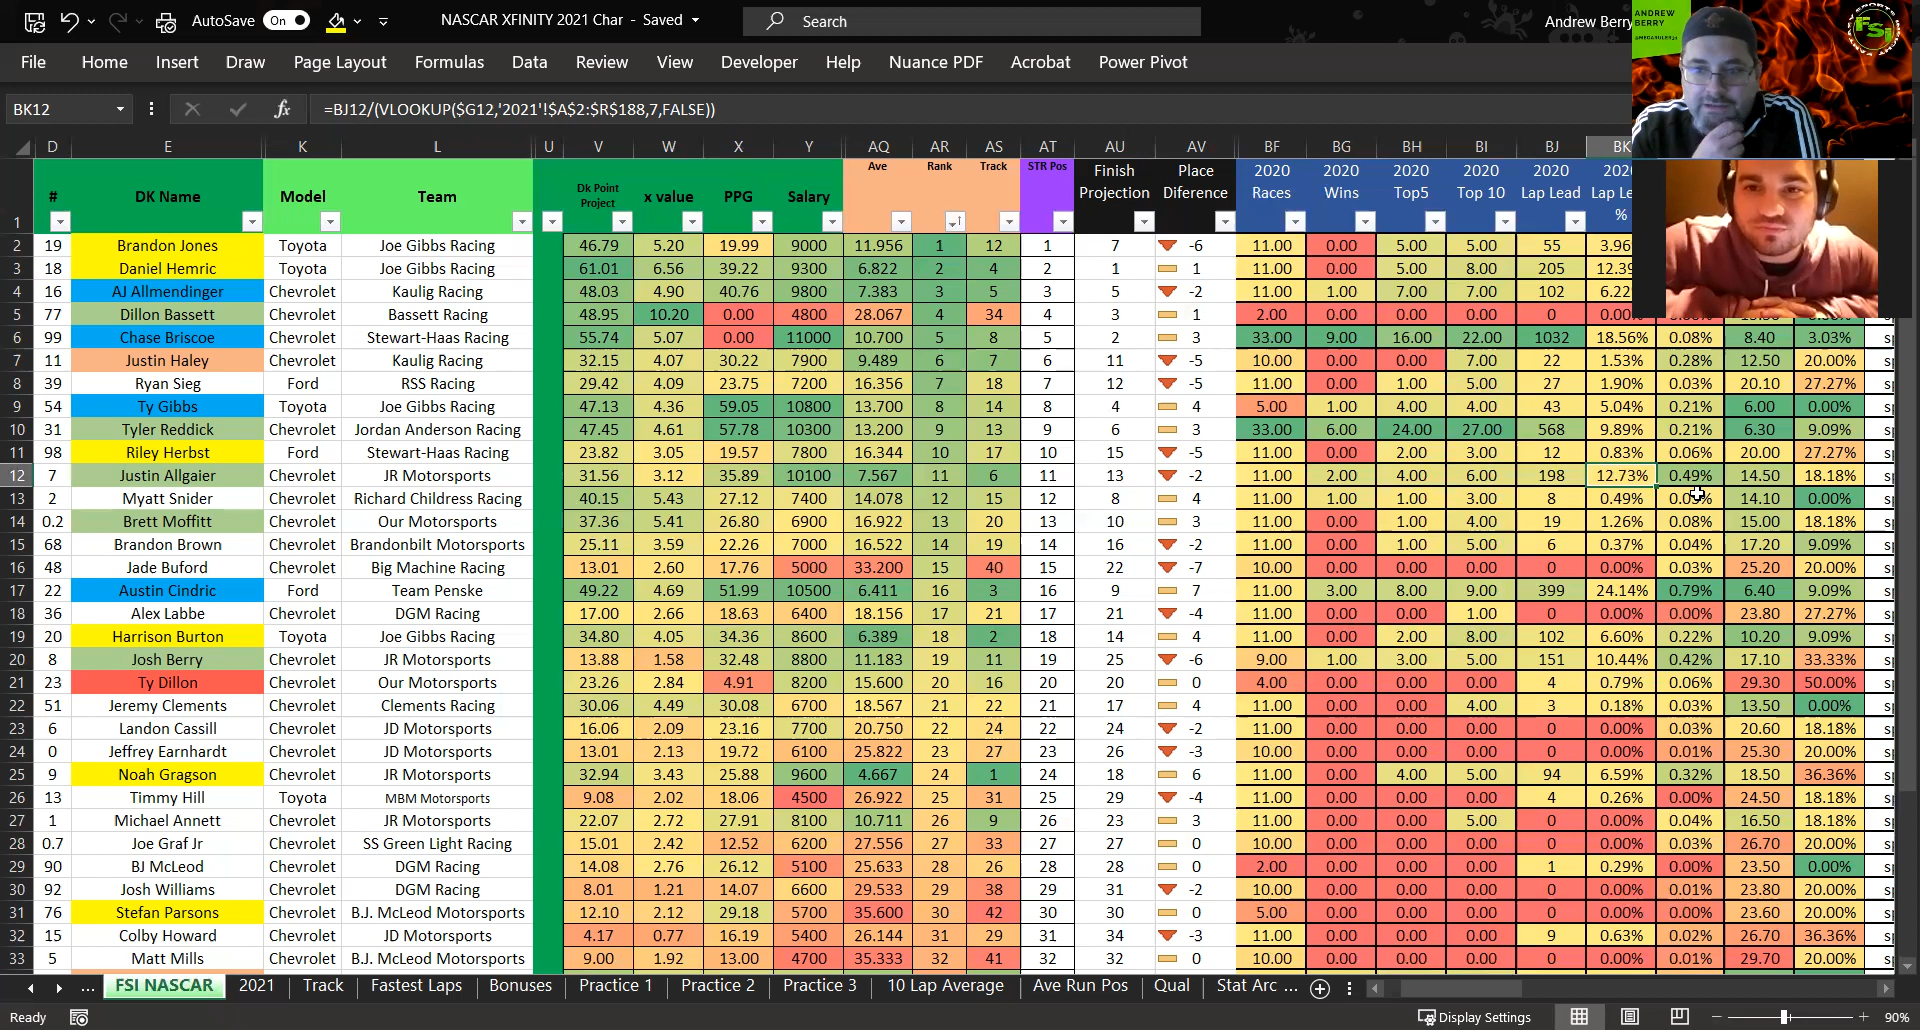 AutoSave On NASCAR XFINITY 2021 Char - Saved Search Andrew Berry
ANDREW BERRY
FSi
File Home Insert Draw Page Layout Formulas Data Review View Developer Help Nuance PDF Acrobat Power Pivot
BK12 fx =BJ12/(VLOOKUP($G12,'2021'!$A$2:$R$188,7,FALSE))
D E K L U V W X Y AQ AR AS AT AU AV BF BG BH BI BJ BK
1 # DK Name Model Team Dk Point Project x value PPG Salary Ave Rank Track STR Pos Finish Projection Place Diference 2020 Races 2020 Wins 2020 Top5 2020 Top 10 2020 Lap Lead
2 19 Brandon Jones Toyota Joe Gibbs Racing 46.79 5.20 19.99 9000 11.956 1 12 1 7 -6 11.00 0.00 5.00 5.00 55
3 18 Daniel Hemric Toyota Joe Gibbs Racing 61.01 6.56 39.22 9300 6.822 2 4 2 1 1 11.00 0.00 5.00 8.00 205
4 16 AJ Allmendinger Chevrolet Kaulig Racing 48.03 4.90 40.76 9800 7.383 3 5 3 5 -2 11.00 1.00 7.00 7.00 102
5 77 Dillon Bassett Chevrolet Bassett Racing 48.95 10.20 0.00 4800 28.067 4 34 4 3 1 2.00 0.00 0.00 0.00 0
6 99 Chase Briscoe Chevrolet Stewart-Haas Racing 55.74 5.07 0.00 11000 10.700 5 8 5 2 3 33.00 9.00 16.00 22.00 1032 18.56% 0.08% 8.40 3.03%
7 11 Justin Haley Chevrolet Kaulig Racing 32.15 4.07 30.22 7900 9.489 6 7 6 11 -5 10.00 0.00 0.00 7.00 22 1.53% 0.28% 12.50 20.00%
8 39 Ryan Sieg Ford RSS Racing 29.42 4.09 23.75 7200 16.356 7 18 7 12 -5 11.00 0.00 1.00 5.00 27 1.90% 0.03% 20.10 27.27%
9 54 Ty Gibbs Toyota Joe Gibbs Racing 47.13 4.36 59.05 10800 13.700 8 14 8 4 4 5.00 1.00 4.00 4.00 43 5.04% 0.21% 6.00 0.00%
10 31 Tyler Reddick Chevrolet Jordan Anderson Racing 47.45 4.61 57.78 10300 13.200 9 13 9 6 3 33.00 6.00 24.00 27.00 568 9.89% 0.21% 6.30 9.09%
11 98 Riley Herbst Ford Stewart-Haas Racing 23.82 3.05 19.57 7800 16.344 10 17 10 15 -5 11.00 0.00 2.00 3.00 12 0.83% 0.06% 20.00 27.27%
12 7 Justin Allgaier Chevrolet JR Motorsports 31.56 3.12 35.89 10100 7.567 11 6 11 13 -2 11.00 2.00 4.00 6.00 198 12.73% 0.49% 14.50 18.18%
13 2 Myatt Snider Chevrolet Richard Childress Racing 40.15 5.43 27.12 7400 14.078 12 15 12 8 4 11.00 1.00 1.00 3.00 8 0.49% 14.10 0.00%
14 0.2 Brett Moffitt Chevrolet Our Motorsports 37.36 5.41 26.80 6900 16.922 13 20 13 10 3 11.00 0.00 1.00 4.00 19 1.26% 0.08% 15.00 18.18%
15 68 Brandon Brown Chevrolet Brandonbilt Motorsports 25.11 3.59 22.26 7000 16.522 14 19 14 16 -2 11.00 0.00 1.00 5.00 6 0.37% 0.04% 17.20 9.09%
16 48 Jade Buford Chevrolet Big Machine Racing 13.01 2.60 17.76 5000 33.200 15 40 15 22 -7 10.00 0.00 0.00 0.00 0 0.00% 0.03% 25.20 20.00%
17 22 Austin Cindric Ford Team Penske 49.22 4.69 51.99 10500 6.411 16 3 16 9 7 11.00 3.00 8.00 9.00 399 24.14% 0.79% 6.40 9.09%
18 36 Alex Labbe Chevrolet DGM Racing 17.00 2.66 18.63 6400 18.156 17 21 17 21 -4 11.00 0.00 0.00 1.00 0 0.00% 0.00% 23.80 27.27%
19 20 Harrison Burton Toyota Joe Gibbs Racing 34.80 4.05 34.36 8600 6.389 18 2 18 14 4 11.00 0.00 2.00 8.00 102 6.60% 0.22% 10.20 9.09%
20 8 Josh Berry Chevrolet JR Motorsports 13.88 1.58 32.48 8800 11.183 19 11 19 25 -6 9.00 1.00 3.00 5.00 151 10.44% 0.42% 17.10 33.33%
21 23 Ty Dillon Chevrolet Our Motorsports 23.26 2.84 4.91 8200 15.600 20 16 20 20 0 4.00 0.00 0.00 0.00 4 0.79% 0.06% 29.30 50.00%
22 51 Jeremy Clements Chevrolet Clements Racing 30.06 4.49 30.08 6700 18.567 21 22 21 17 4 11.00 0.00 0.00 4.00 3 0.18% 0.03% 13.50 0.00%
23 6 Landon Cassill Chevrolet JD Motorsports 16.06 2.09 23.16 7700 20.750 22 24 22 24 -2 11.00 0.00 0.00 0.00 0 0.00% 0.03% 20.60 18.18%
24 0 Jeffrey Earnhardt Chevrolet JD Motorsports 13.01 2.13 19.72 6100 25.822 23 27 23 26 -3 10.00 0.00 0.00 0.00 0 0.00% 0.01% 25.30 20.00%
25 9 Noah Gragson Chevrolet JR Motorsports 32.94 3.43 25.88 9600 4.667 24 1 24 18 6 11.00 0.00 4.00 5.00 94 6.59% 0.32% 18.50 36.36%
26 13 Timmy Hill Toyota MBM Motorsports 9.08 2.02 18.06 4500 26.922 25 31 25 29 -4 11.00 0.00 0.00 0.00 4 0.26% 0.00% 24.50 18.18%
27 1 Michael Annett Chevrolet JR Motorsports 22.07 2.72 27.91 8100 10.711 26 9 26 23 3 11.00 0.00 0.00 5.00 0 0.00% 0.04% 16.50 18.18%
28 0.7 Joe Graf Jr Chevrolet SS Green Light Racing 15.01 2.42 12.52 6200 27.556 27 33 27 27 0 10.00 0.00 0.00 0.00 0 0.00% 0.03% 26.70 20.00%
29 90 BJ McLeod Chevrolet DGM Racing 14.08 2.76 26.12 5100 25.633 28 26 28 28 0 2.00 0.00 0.00 0.00 1 0.29% 0.00% 23.50 0.00%
30 92 Josh Williams Chevrolet DGM Racing 8.01 1.21 14.07 6600 29.533 29 38 29 31 -2 10.00 0.00 0.00 0.00 0 0.00% 0.01% 23.80 20.00%
31 76 Stefan Parsons Chevrolet B.J. McLeod Motorsports 12.10 2.12 29.18 5700 35.600 30 42 30 30 0 5.00 0.00 0.00 0.00 0 0.00% 0.00% 23.60 20.00%
32 15 Colby Howard Chevrolet JD Motorsports 4.17 0.77 16.19 5400 26.144 31 29 31 34 -3 11.00 0.00 0.00 0.00 9 0.63% 0.02% 26.70 36.36%
33 5 Matt Mills Chevrolet B.J. McLeod Motorsports 9.00 1.92 13.00 4700 35.333 32 41 32 32 0 10.00 0.00 0.00 0.00 0 0.00% 0.01% 29.70 20.00%
... FSI NASCAR 2021 Track Fastest Laps Bonuses Practice 1 Practice 2 Practice 3 10 Lap Average Ave Run Pos Qual Stat Arc ...
Ready Display Settings 90%